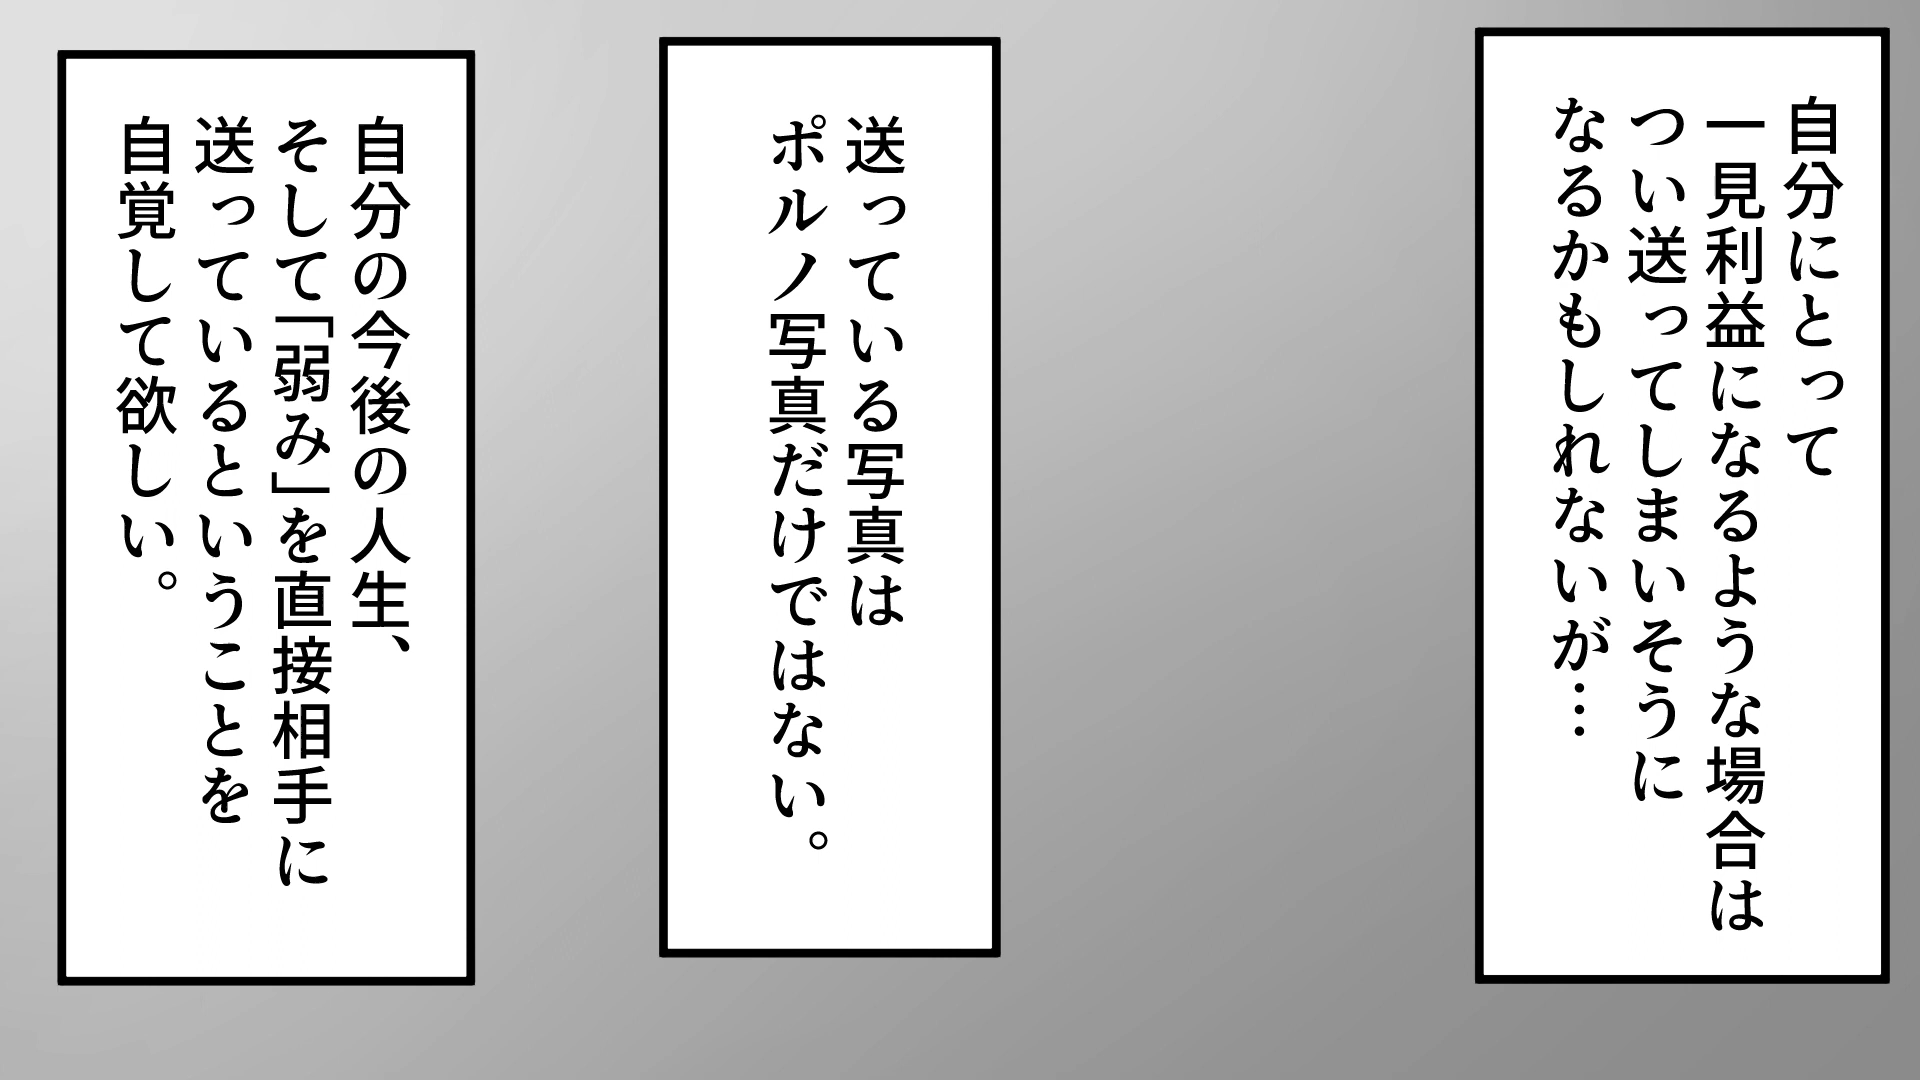 自分にとって
一見利益になるような場合は
つい送ってしまいそうに
なるかもしれないが…
送っている写真は
ポルノ写真だけではない。
自分の今後の人生、
そして「弱み」を直接相手に
送っているということを
自覚して欲しい。